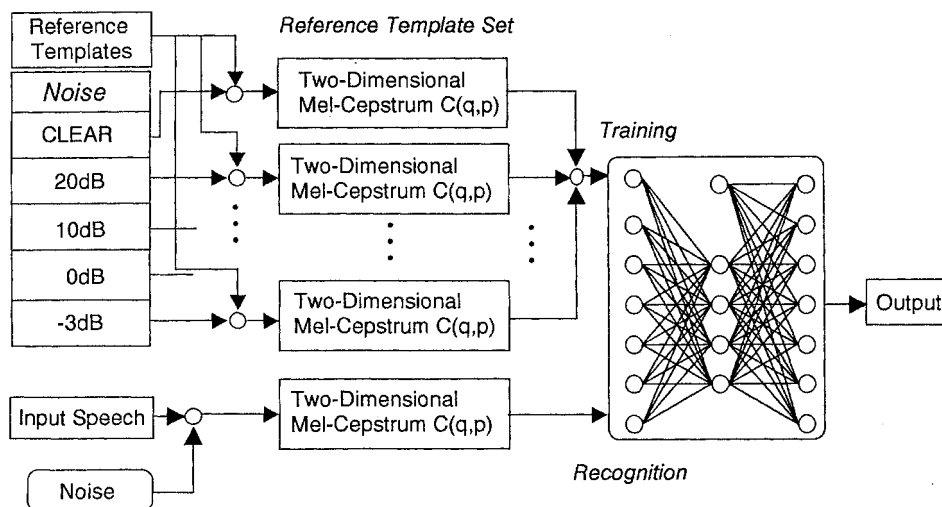 Reference
Templates
Reference Template Set
Noise
CLEAR
20dB
10dB
0dB
-3dB
Two-Dimensional
Mel-Cepstrum C(q,p)
Two-Dimensional
Mel-Cepstrum C(q,p)
Two-Dimensional
Mel-Cepstrum C(q,p)
Training
Output
Input Speech
Two-Dimensional
Mel-Cepstrum C(q,p)
Noise
Recognition